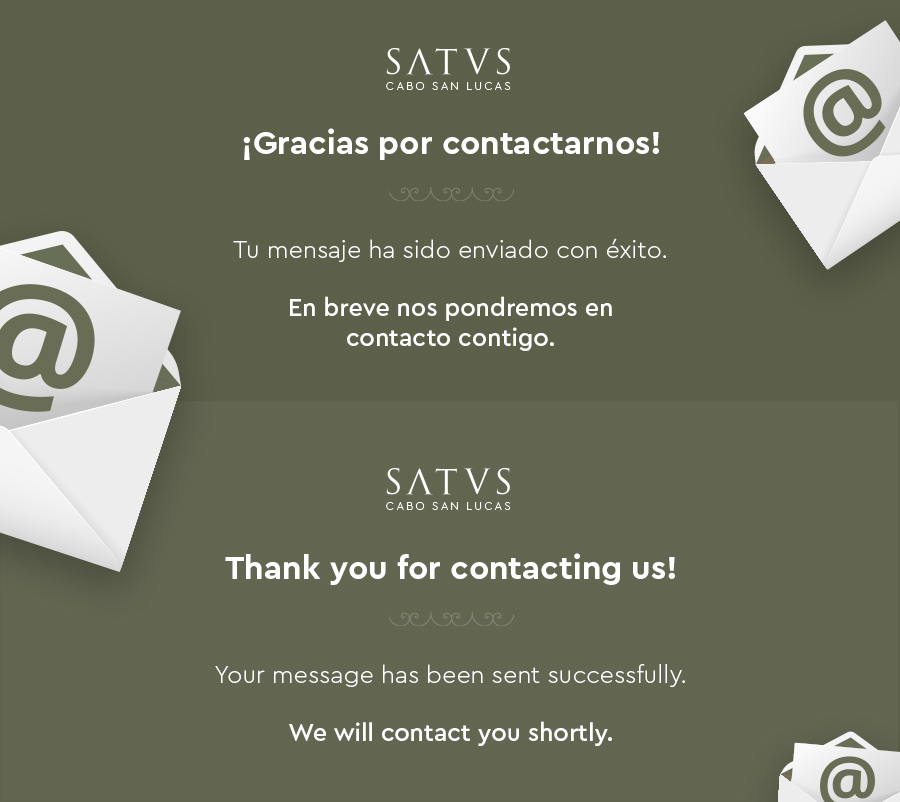 SATVS
CABO SAN LUCAS
¡Gracias por contactarnos!
Tu mensaje ha sido enviado con éxito.
En breve nos pondremos en
contacto contigo.
@
@
SATVS
CABO SAN LUCAS
Thank you for contacting us!
Your message has been sent successfully.
We will contact you shortly.
@